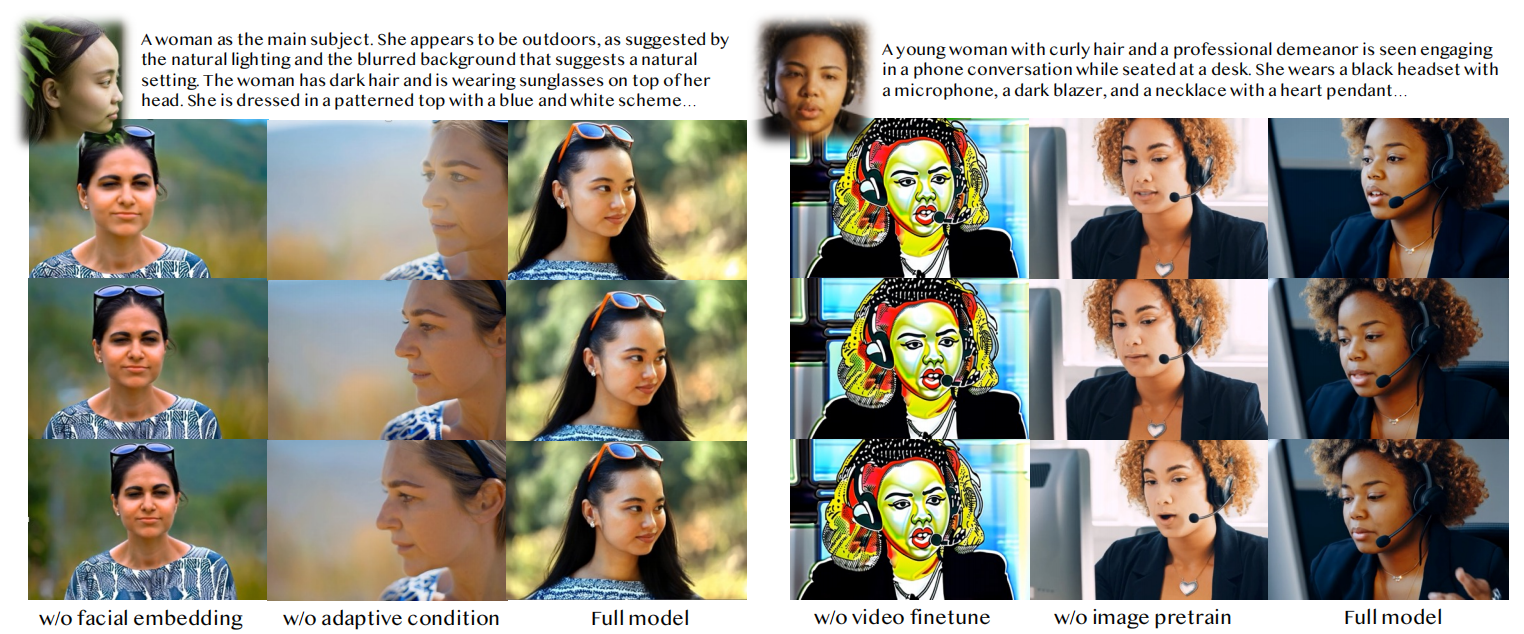 A woman as the main subject. She appears to be outdoors, as suggested by
the natural lighting and the blurred background that suggests a natural
setting. The woman has dark hair and is wearing sunglasses on top of her
head. She is dressed in a patterned top with a blue and white scheme...
A young woman with curly hair and a professional demeanor is seen engaging
in a phone conversation while seated at a desk. She wears a black headset with
a microphone, a dark blazer, and a necklace with a heart pendant...
w/o facial embedding
w/o adaptive condition
Full model
w/o video finetune
w/o image pretrain
Full model